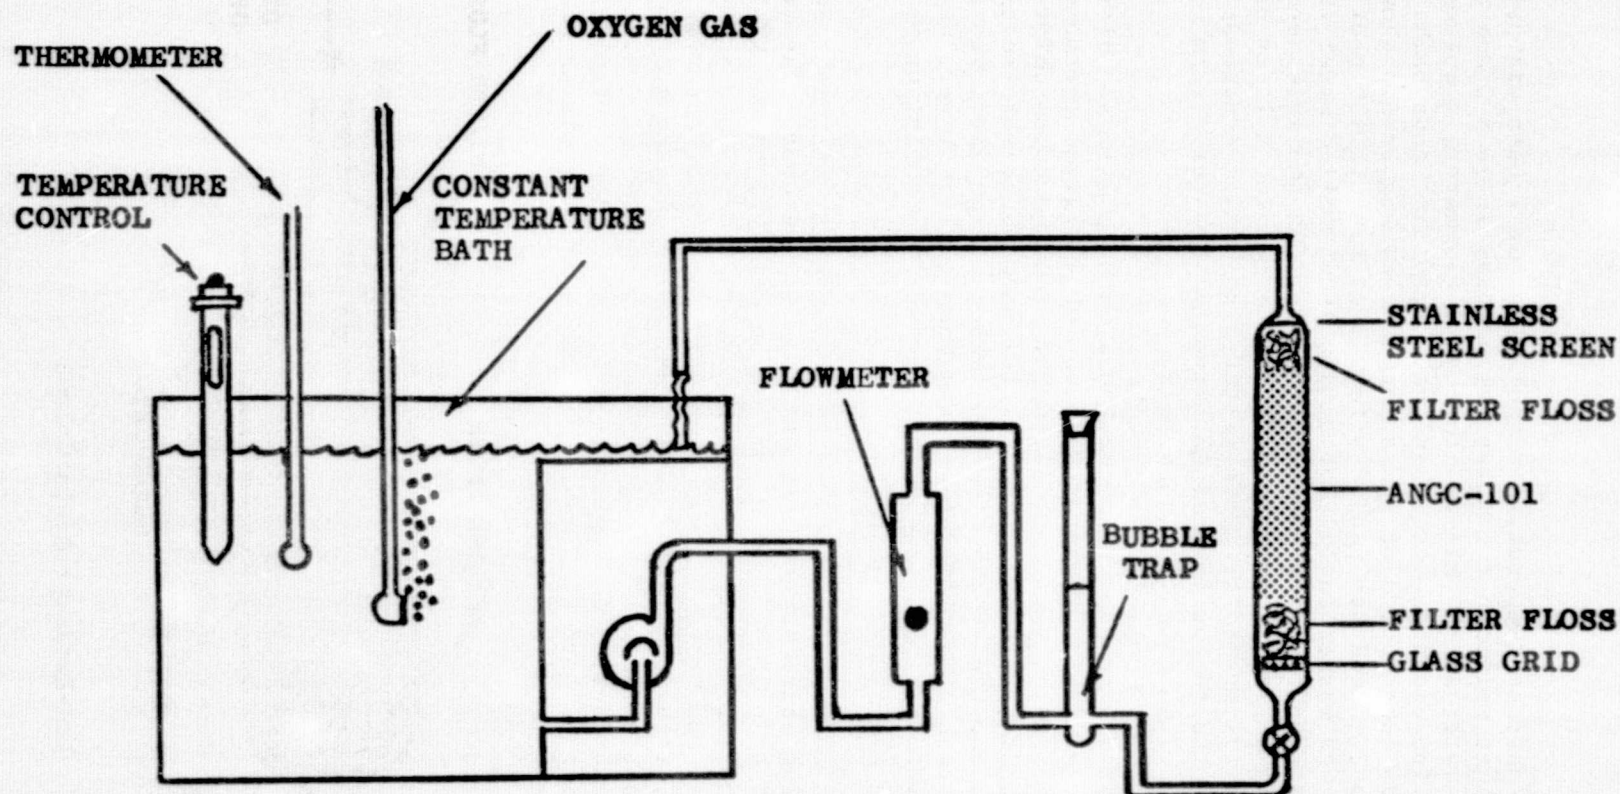 OXYGEN GAS
THERMOMETER
TEMPERATURE
CONTROL
CONSTANT
TEMPERATURE
BATH
FLOWMETER
BUBBLE
TRAP
STAINLESS
STEEL SCREEN
FILTER FLOSS
ANGC-101
FILTER FLOSS
GLASS GRID